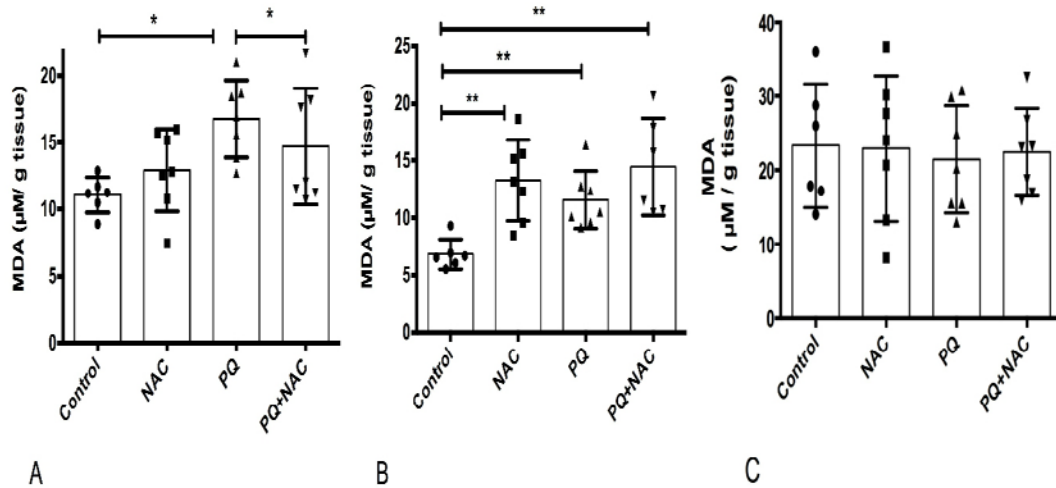 *
*
MDA (µM/ g tissue)
20
15
10
5
0
Control
NAC
PQ
PQ+NAC
A
**
**
**
MDA (µM/ g tissue)
25
20
15
10
5
0
Control
NAC
PQ
PQ+NAC
B
MDA
( µM / g tissue)
40
30
20
10
0
Control
NAC
PQ
PQ+NAC
C